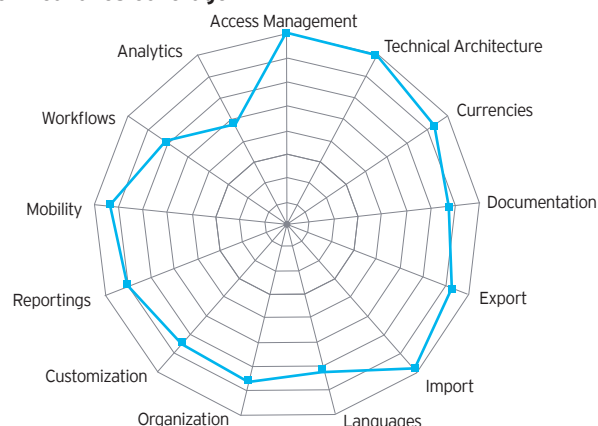 Access Management
Technical Architecture
Analytics
Currencies
Workflows
Documentation
Mobility
Export
Reportings
Import
Customization
Organization
Languages